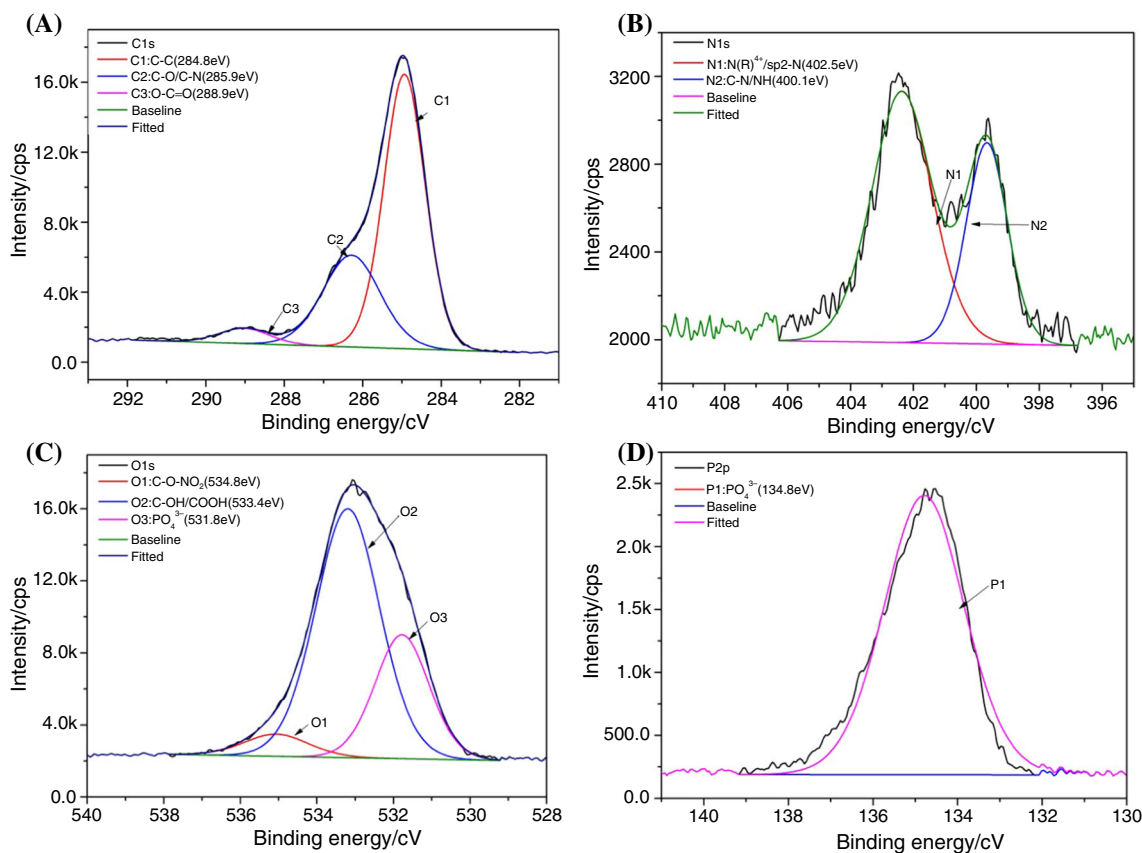 (A)
C1s
C1:C-C(284.8eV)
C2:C-O/C-N(285.9eV)
C3:O-C=O(288.9eV)
Baseline
Fitted
C1
C2
C3
16.0k
12.0k
8.0k
4.0k
0.0
Intensity/cps
292 290 288 286 284 282
Binding energy/cV
(B)
N1s
N1:N(R)⁴⁺/sp2-N(402.5eV)
N2:C-N/NH(400.1eV)
Baseline
Fitted
N1
N2
3200
2800
2400
2000
Intensity/cps
410 408 406 404 402 400 398 396
Binding energy/cV
(C)
O1s
O1:C-O-NO₂(534.8eV)
O2:C-OH/COOH(533.4eV)
O3:PO₄³⁻(531.8eV)
Baseline
Fitted
O2
O3
O1
16.0k
12.0k
8.0k
4.0k
0.0
Intensity/cps
540 538 536 534 532 530 528
Binding energy/cV
(D)
P2p
P1:PO₄³⁻(134.8eV)
Baseline
Fitted
P1
2.5k
2.0k
1.5k
1.0k
500.0
0.0
Intensity/cps
140 138 136 134 132 130
Binding energy/cV